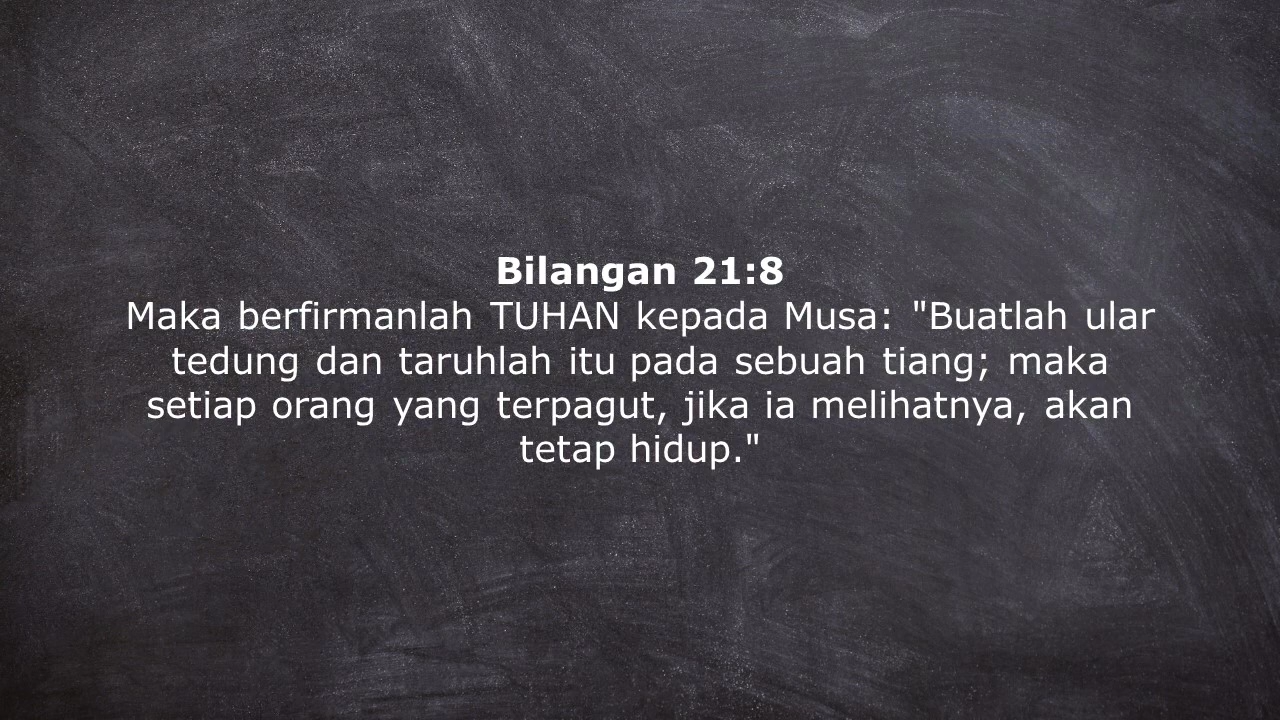 Bilangan 21:8
Maka berfirmanlah TUHAN kepada Musa: "Buatlah ular
tedung dan taruhlah itu pada sebuah tiang; maka
setiap orang yang terpagut, jika ia melihatnya, akan
tetap hidup."